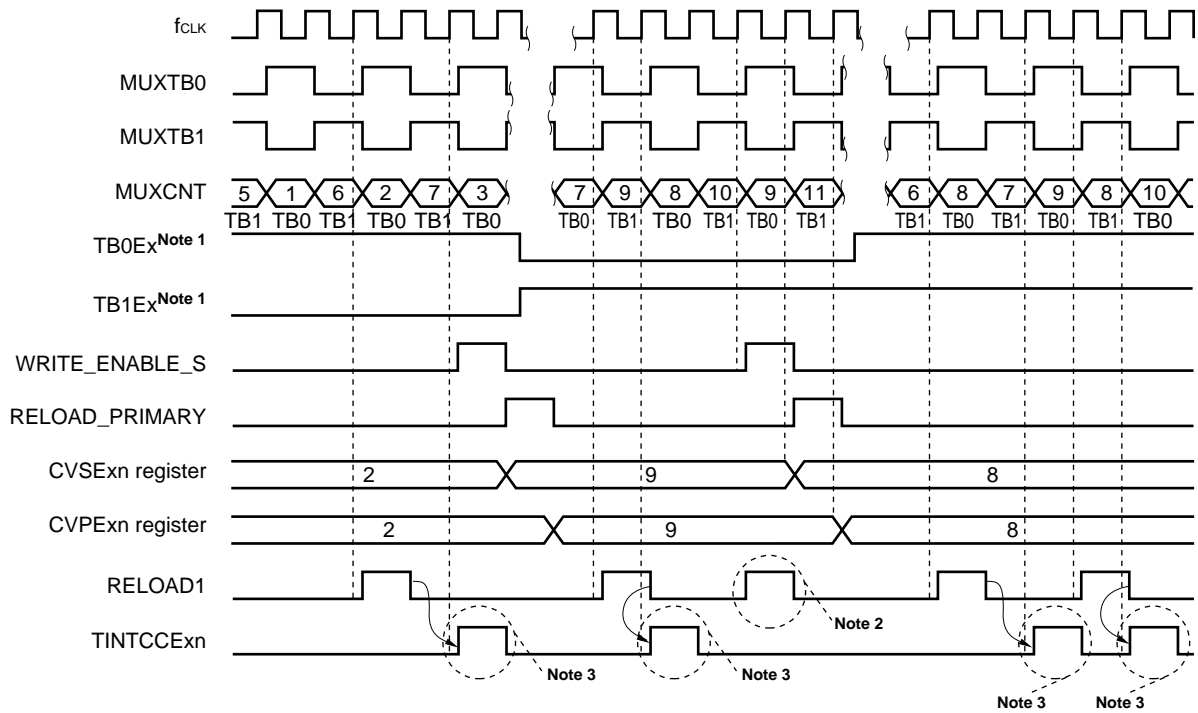 fCLK
MUXTB0
MUXTB1
MUXCNT 5 1 6 2 7 3 7 9 8 10 9 11 6 8 7 9 8 10
TB1 TB0 TB1 TB0 TB1 TB0 TB0 TB1 TB0 TB1 TB0 TB1 TB1 TB0 TB1 TB0 TB1 TB0
TB0ExNote 1
TB1ExNote 1
WRITE_ENABLE_S
RELOAD_PRIMARY
CVSExn register 2 9 8
CVPExn register 2 9 8
RELOAD1
Note 2
TINTCCExn
Note 3 Note 3
Note 3 Note 3